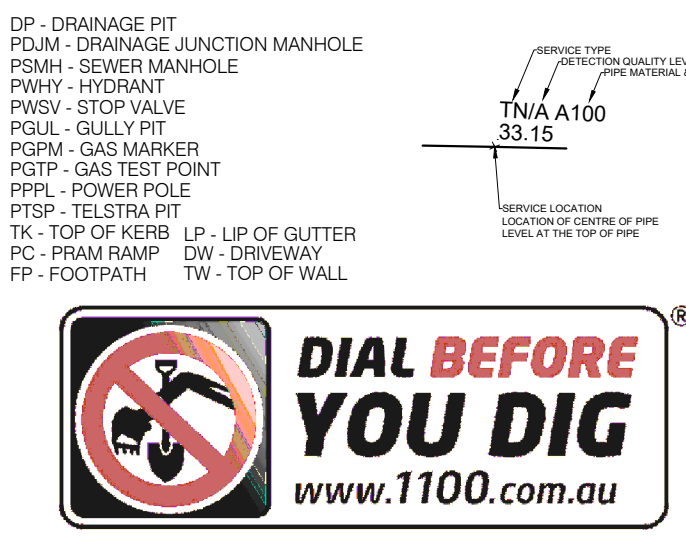 DP - DRAINAGE PIT
PDJM - DRAINAGE JUNCTION MANHOLE
PSMH - SEWER MANHOLE
PWHY - HYDRANT
PWSV - STOP VALVE
PGUL - GULLY PIT
PGPM - GAS MARKER
PGTP - GAS TEST POINT
PPPL - POWER POLE
PTSP - TELSTRA PIT
TK - TOP OF KERB LP - LIP OF GUTTER
PC - PRAM RAMP DW - DRIVEWAY
FP - FOOTPATH TW - TOP OF WALL
SERVICE TYPE
DETECTION QUALITY
PIPE MATERIAL &
TN/A A100
33.15
SERVICE LOCATION
LOCATION OF CENTRE OF PIPE
LEVEL AT THE TOP OF PIPE
DIAL BEFORE
YOU DIG
www.1100.com.au
®